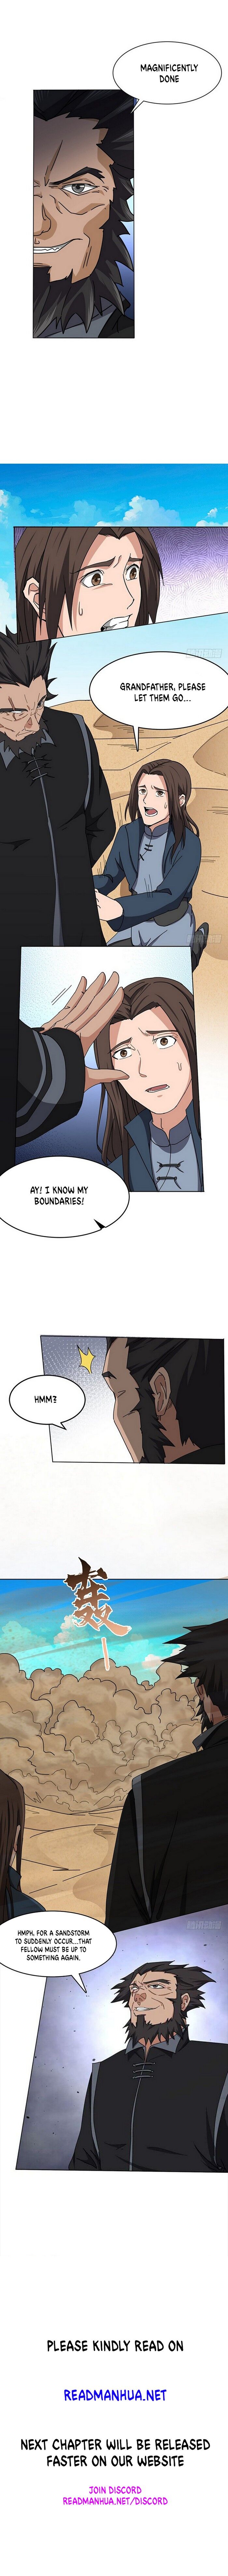 MAGNIFICENTLY
DONE
GRANDFATHER, PLEASE
LET THEM GO...
AY! I KNOW MY
BOUNDARIES!
HMM?
轰
HMPH, FOR A SANDSTORM
TO SUDDENLY OCCUR...THAT
FELLOW MUST BE UP TO
SOMETHING AGAIN.
PLEASE KINDLY READ ON
READMANHUA.NET
NEXT CHAPTER WILL BE RELEASED
FASTER ON OUR WEBSITE
JOIN DISCORD
READMANHUA.NET/DISCORD